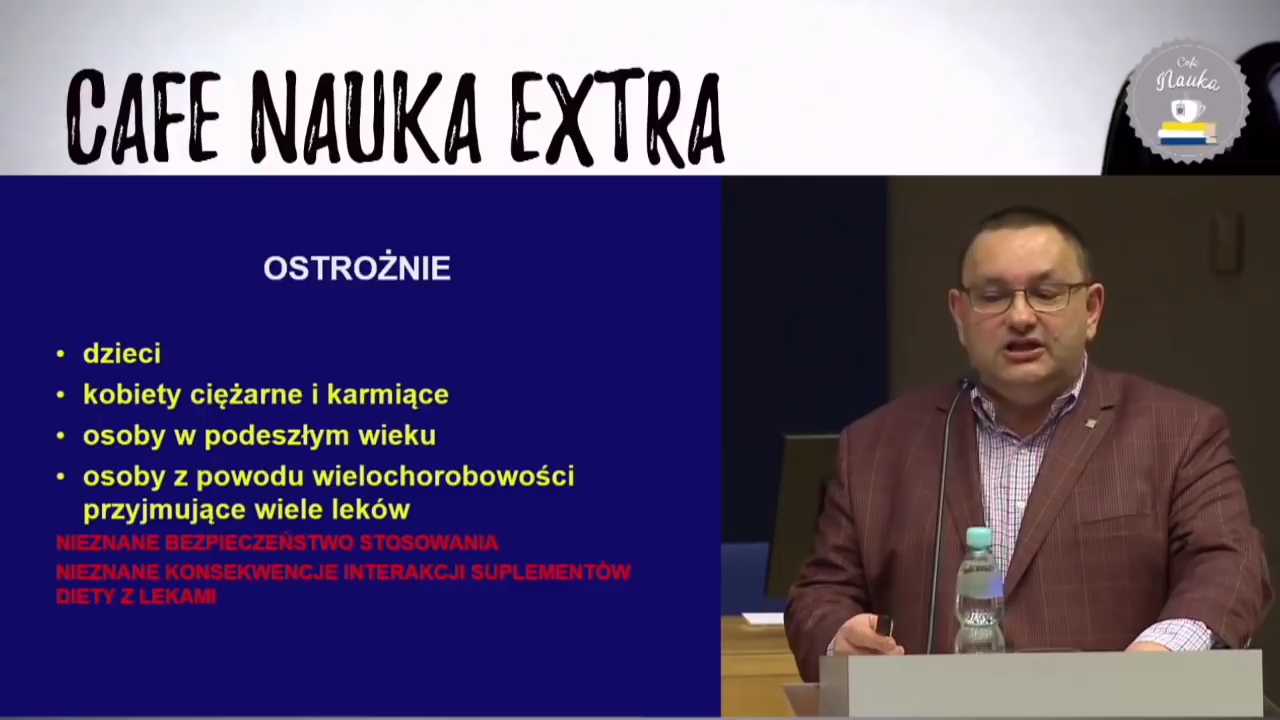 CAFE NAUKA EXTRA
Cafe
Nauka
OSTROŻNIE
• dzieci
• kobiety ciężarne i karmiące
• osoby w podeszłym wieku
• osoby z powodu wielochorobowości
przyjmujące wiele leków
NIEZNANE BEZPIECZEŃSTWO STOSOWANIA
NIEZNANE KONSEKWENCJE INTERAKCJI SUPLEMENTÓW
DIETY Z LEKAMI